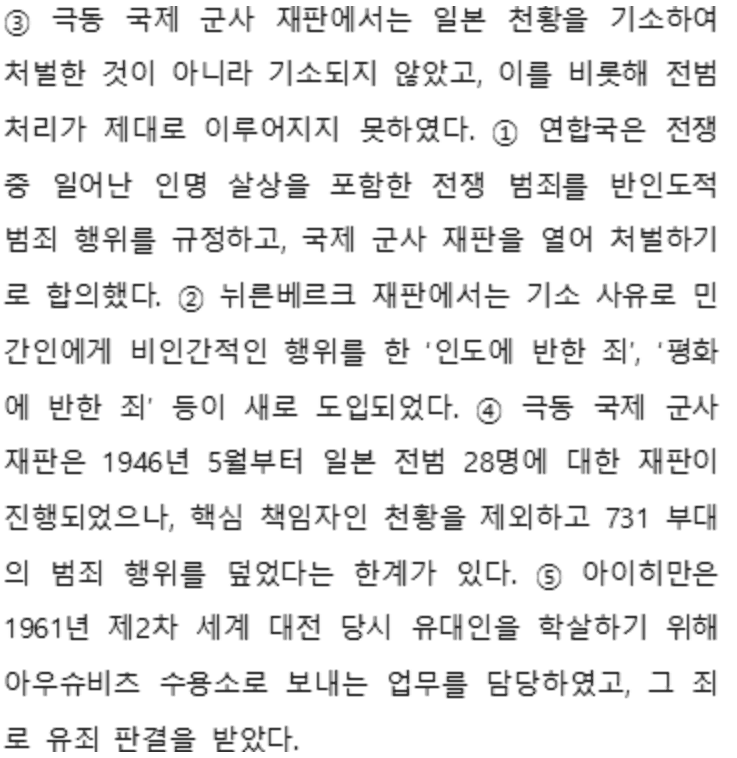 ③ 극동 국제 군사 재판에서는 일본 천황을 기소하여
처벌한 것이 아니라 기소되지 않았고, 이를 비롯해 전범
처리가 제대로 이루어지지 못하였다. ① 연합국은 전쟁
중 일어난 인명 살상을 포함한 전쟁 범죄를 반인도적
범죄 행위를 규정하고, 국제 군사 재판을 열어 처벌하기
로 합의했다. ② 뉘른베르크 재판에서는 기소 사유로 민
간인에게 비인간적인 행위를 한 '인도에 반한 죄', '평화
에 반한 죄' 등이 새로 도입되었다. ④ 극동 국제 군사
재판은 1946년 5월부터 일본 전범 28명에 대한 재판이
진행되었으나, 핵심 책임자인 천황을 제외하고 731 부대
의 범죄 행위를 덮었다는 한계가 있다. ⑤ 아이히만은
1961년 제2차 세계 대전 당시 유대인을 학살하기 위해
아우슈비츠 수용소로 보내는 업무를 담당하였고, 그 죄
로 유죄 판결을 받았다.